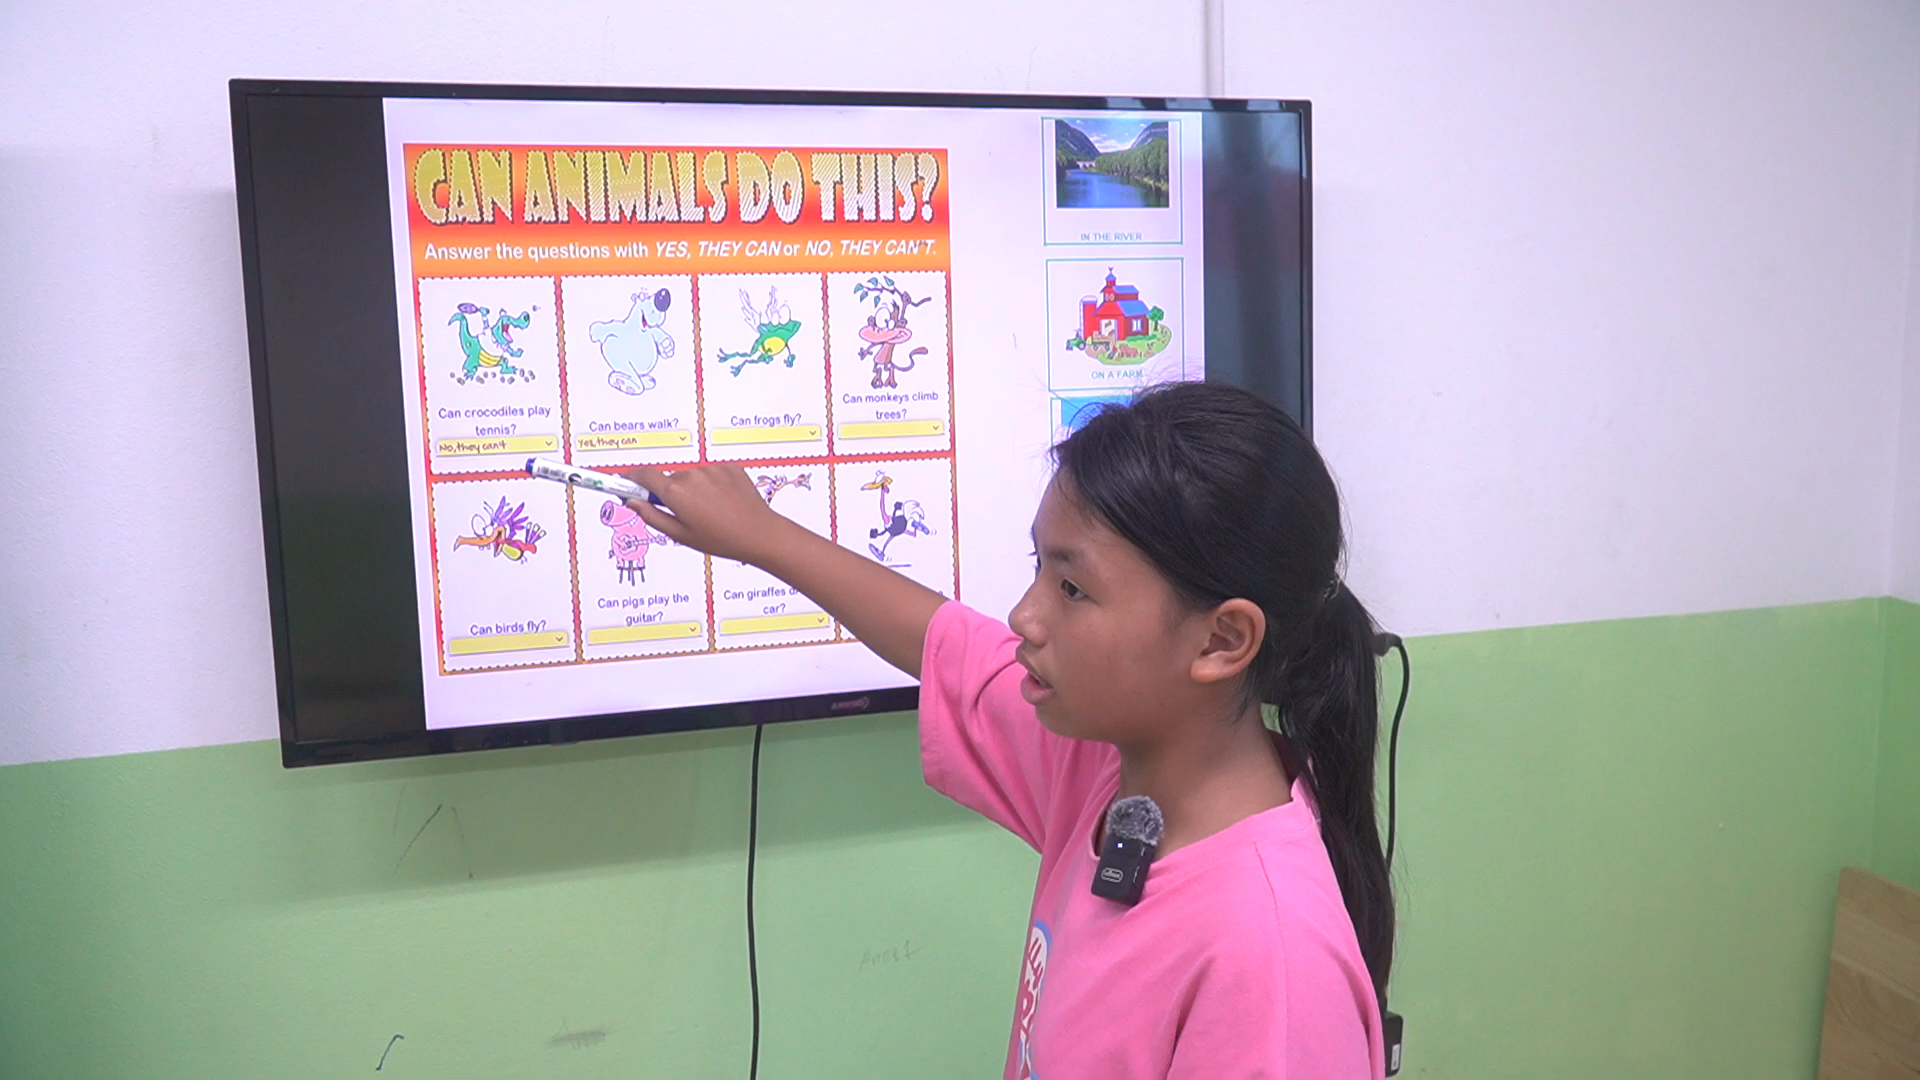 CAN ANIMALS DO THIS?
Answer the questions with YES, THEY CAN or NO, THEY CAN'T.
Can crocodiles play
tennis?
No, they can't
Can bears walk?
Yes, they can
Can frogs fly?
Can monkeys climb
trees?
Can birds fly?
Can pigs play the
guitar?
Can giraffes
car?
IN THE RIVER
ON A FARM